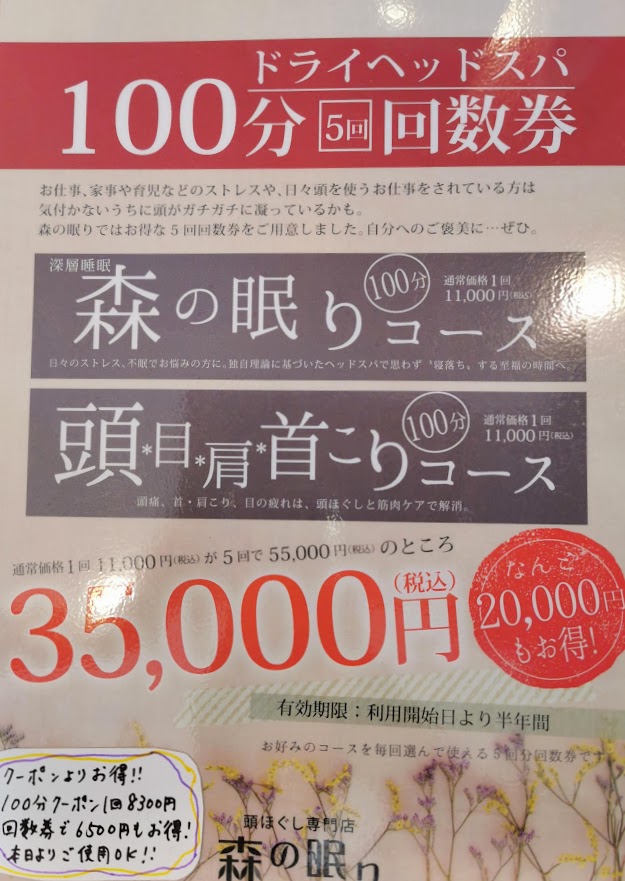 ドライヘッドスパ
100分 5回 回数券
お仕事、家事や育児などのストレスや、日々頭を使うお仕事をされている方は
気付かないうちに頭がガチガチに凝っているかも。
森の眠りではお得な5回回数券をご用意しました。自分へのご褒美に…ぜひ。
深層睡眠
森の眠りコース
100分
通常価格1回
11,000円(税込)
日々のストレス、不眠でお悩みの方に。独自理論に基づいたヘッドスパで思わず〝寝落ち〟する至福の時間へ
頭*目*肩*首こりコース
100分
通常価格1回
11,000円(税込)
頭痛、首・肩こり、目の疲れは、頭ほぐしと筋肉ケアで解消。
通常価格1回 11,000円(税込)が5回で55,000円(税込)のところ
35,000円(税込)
なんと
20,000円
もお得!
有効期限：利用開始日より半年間
お好みのコースを毎回選んで使える5回分回数券です
クーポンよりお得!!
100分クーポン1回8300円
回数券で6500円もお得!
本日よりご使用OK!!
頭ほぐし専門店
森の眠り